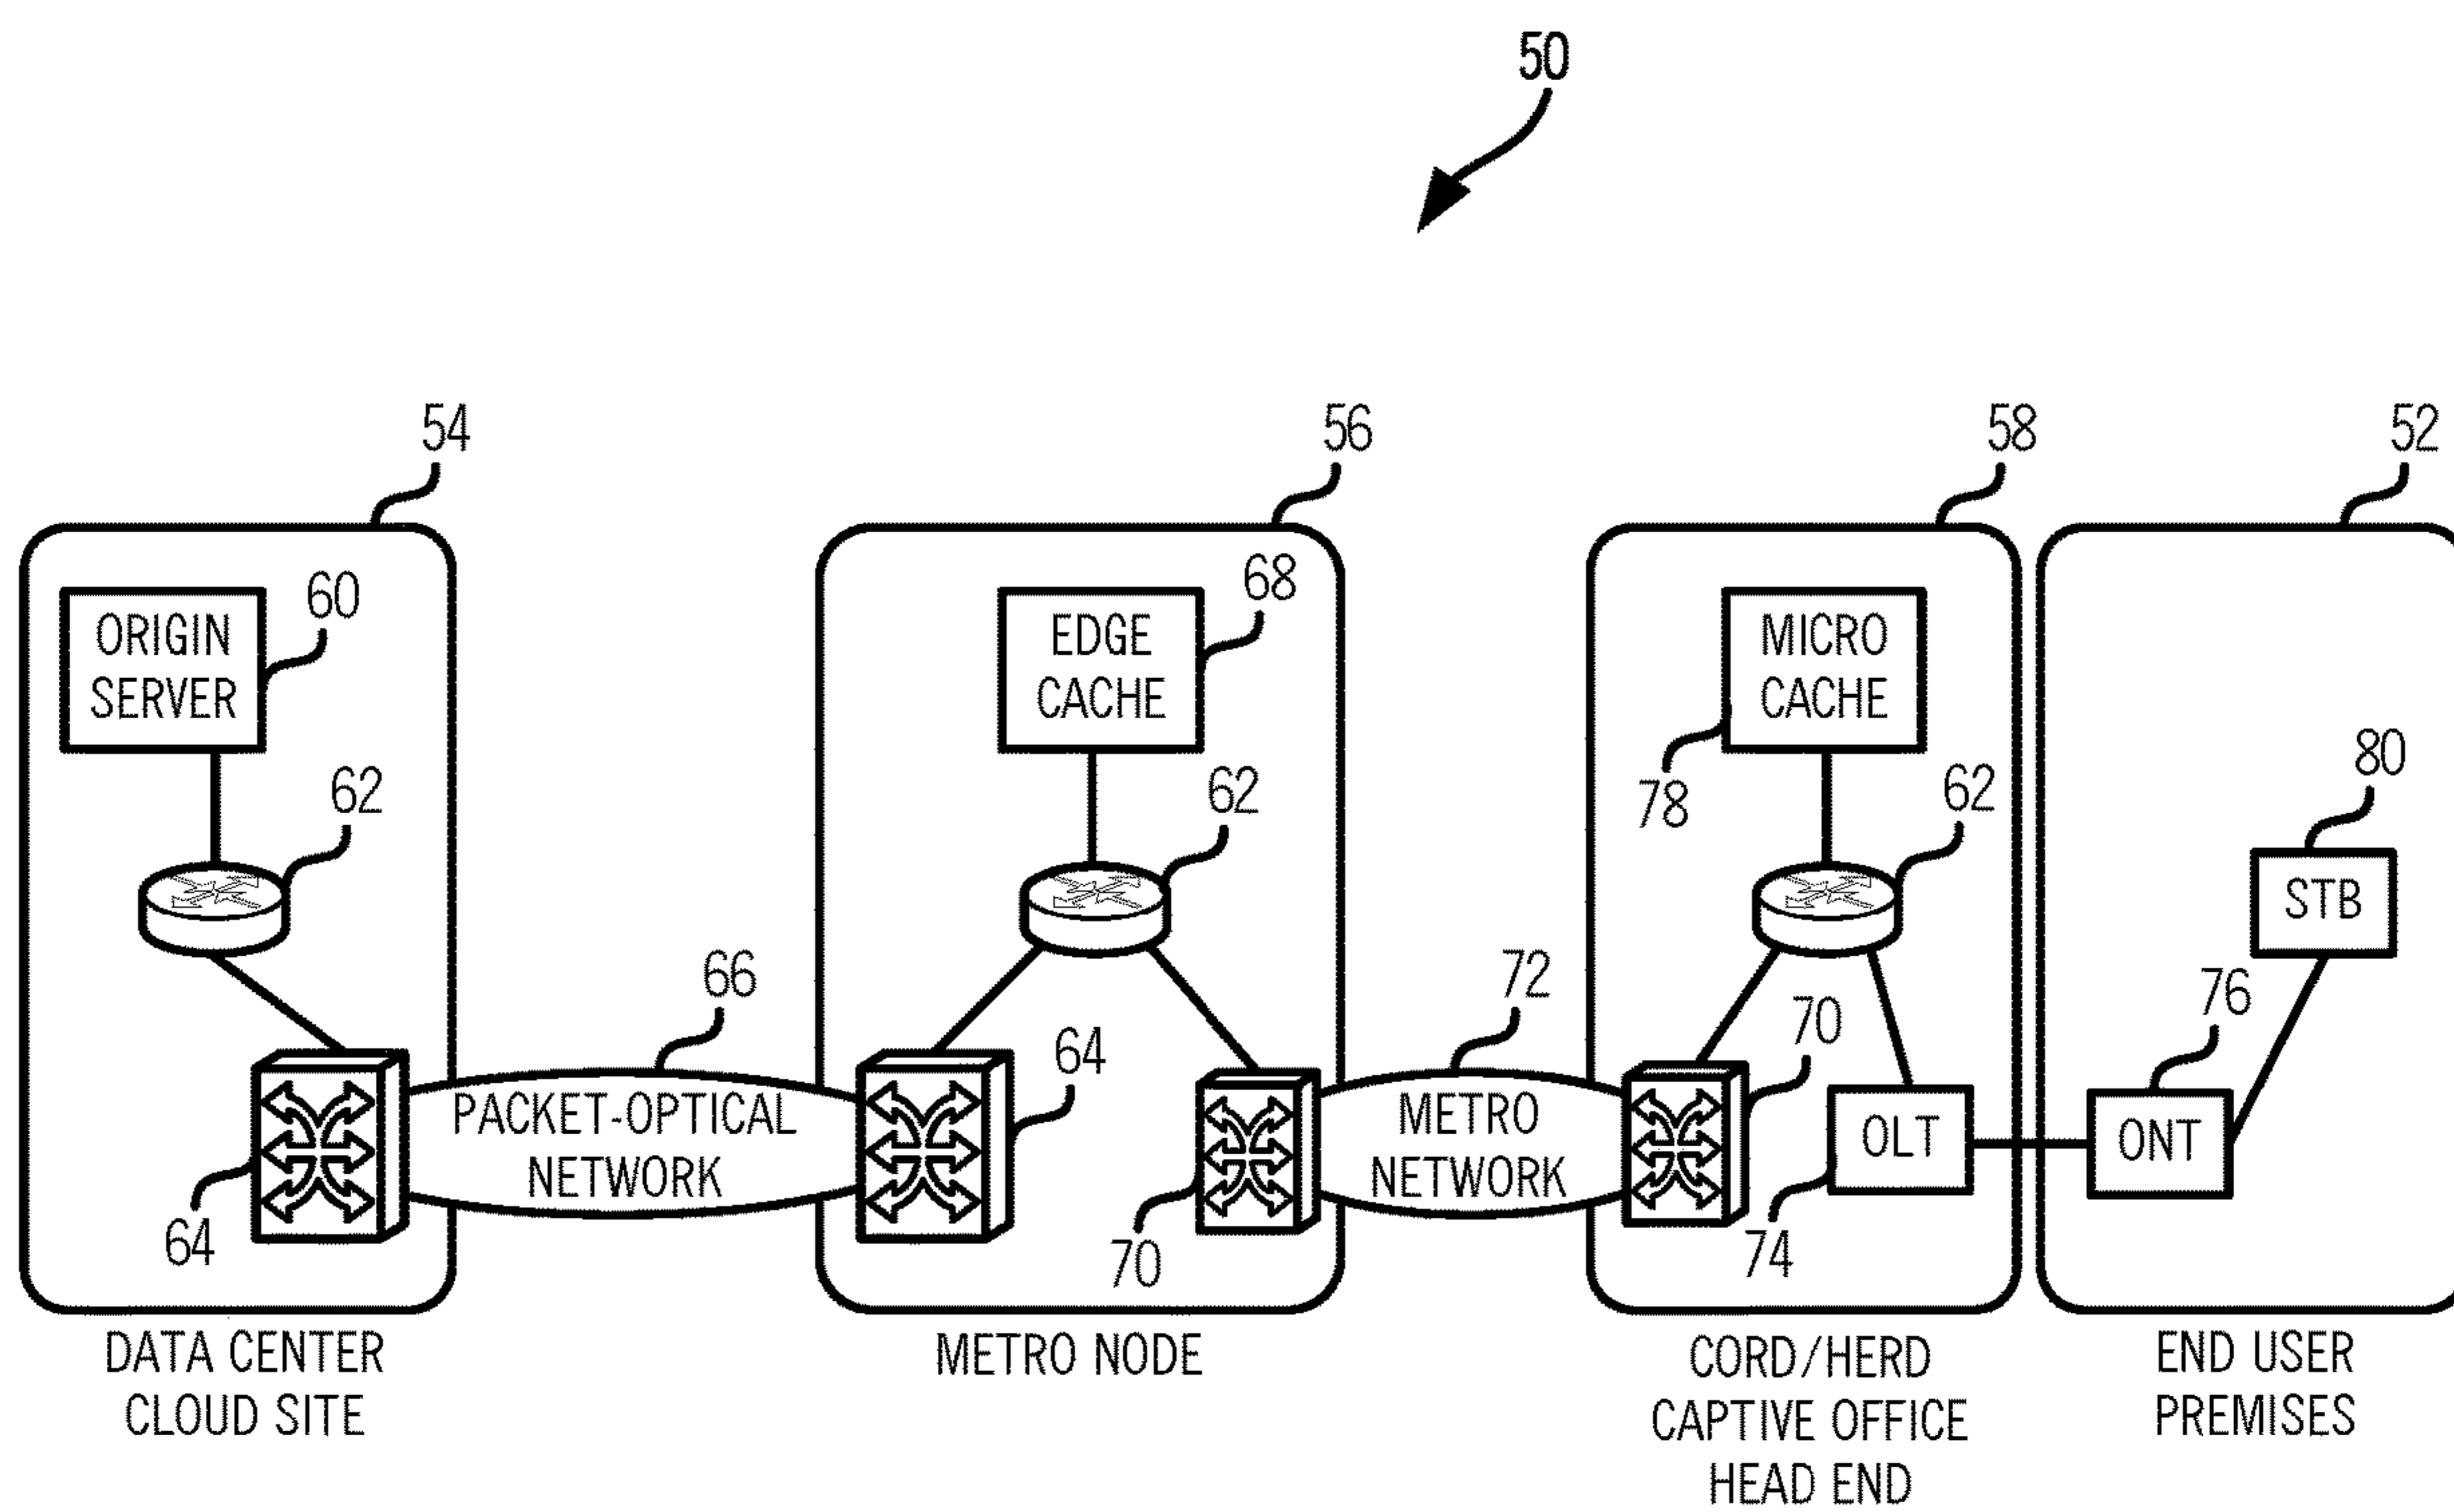 50
54
56
58
52
60
ORIGIN
SERVER
68
EDGE
CACHE
MICRO
CACHE
78
62
62
62
80
STB
66
72
76
64
70
PACKET-OPTICAL
NETWORK
METRO
NETWORK
OLT
ONT
64
70
74
DATA CENTER
CLOUD SITE
METRO NODE
CORD/HERD
CAPTIVE OFFICE
HEAD END
END USER
PREMISES